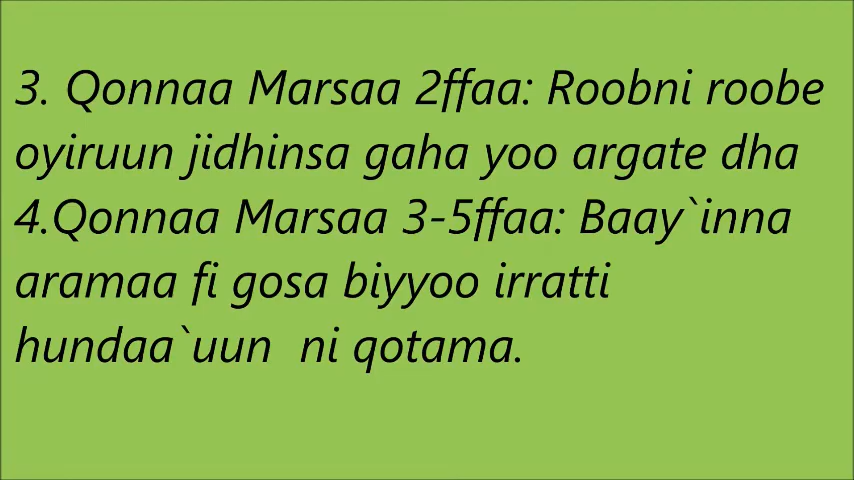 3. Qonnaa Marsaa 2ffaa: Roobni roobe
oyiruun jidhinsa gaha yoo argate dha
4.Qonnaa Marsaa 3-5ffaa: Baay`inna
aramaa fi gosa biyyoo irratti
hundaa`uun  ni qotama.